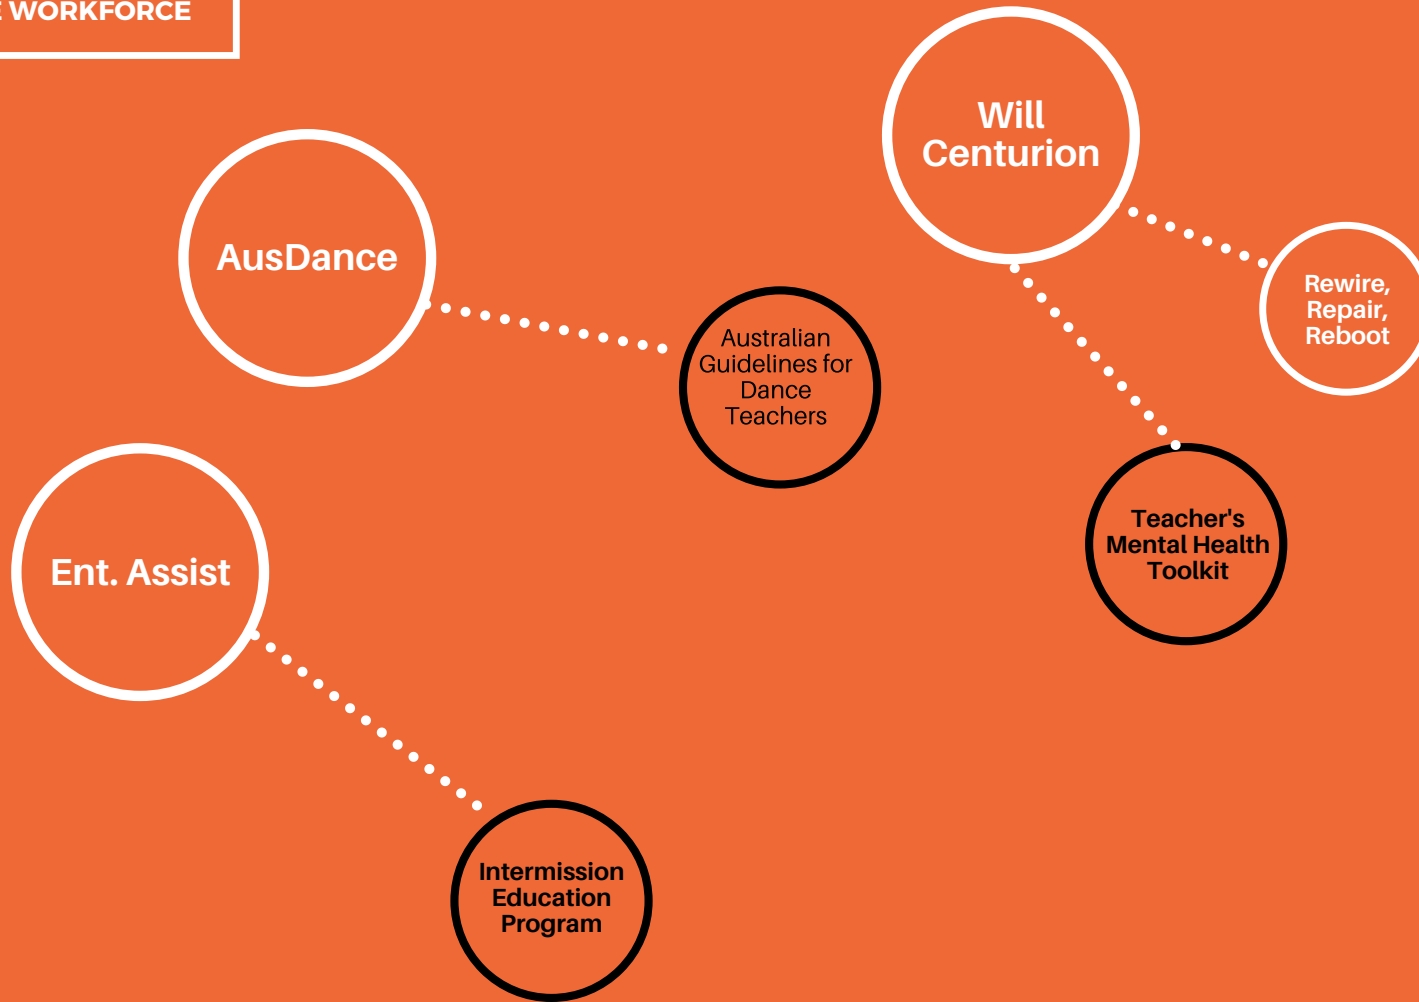 WORKFORCE
Will
Centurion
AusDance
Rewire,
Repair,
Reboot
Australian
Guidelines for
Dance
Teachers
Teacher's
Mental Health
Toolkit
Ent. Assist
Intermission
Education
Program